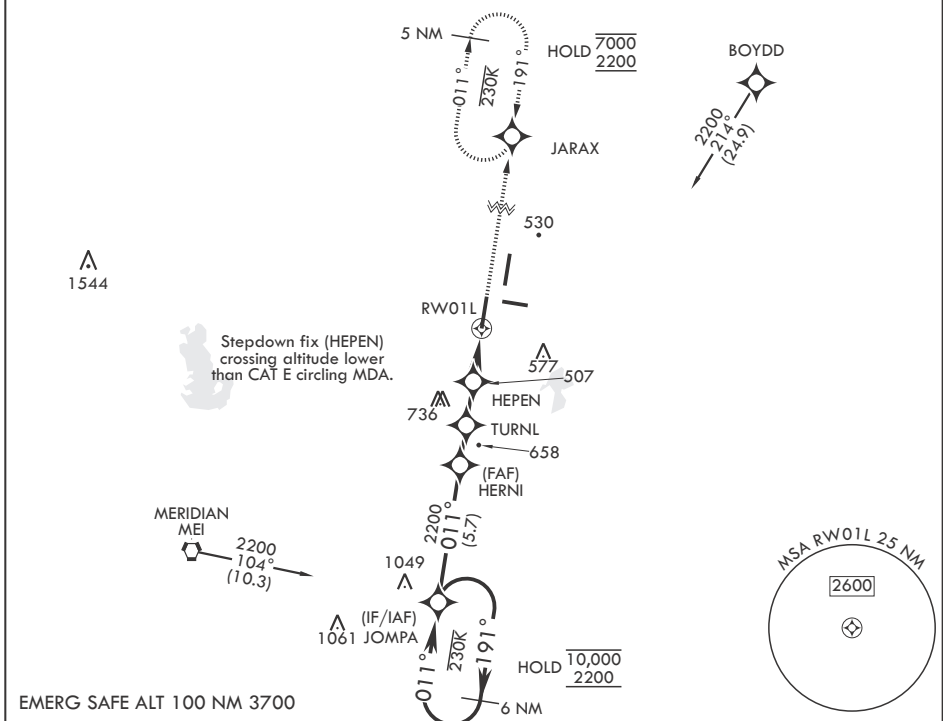 5 NM
011°
230K
191°
HOLD 7000
2200
JARAX
BOYDD
2200
214°
(24.9)
530
1544
RW01L
Stepdown fix (HEPEN)
crossing altitude lower
than CAT E circling MDA.
577
507
HEPEN
736
TURNL
658
(FAF)
HERNI
2200
011°
(5.7)
MERIDIAN
MEI
2200
104°
(10.3)
1049
(IF/IAF)
1061 JOMPA
011°
230K
191°
HOLD 10,000
2200
6 NM
MSA RW01L 25 NM
2600
EMERG SAFE ALT 100 NM 3700